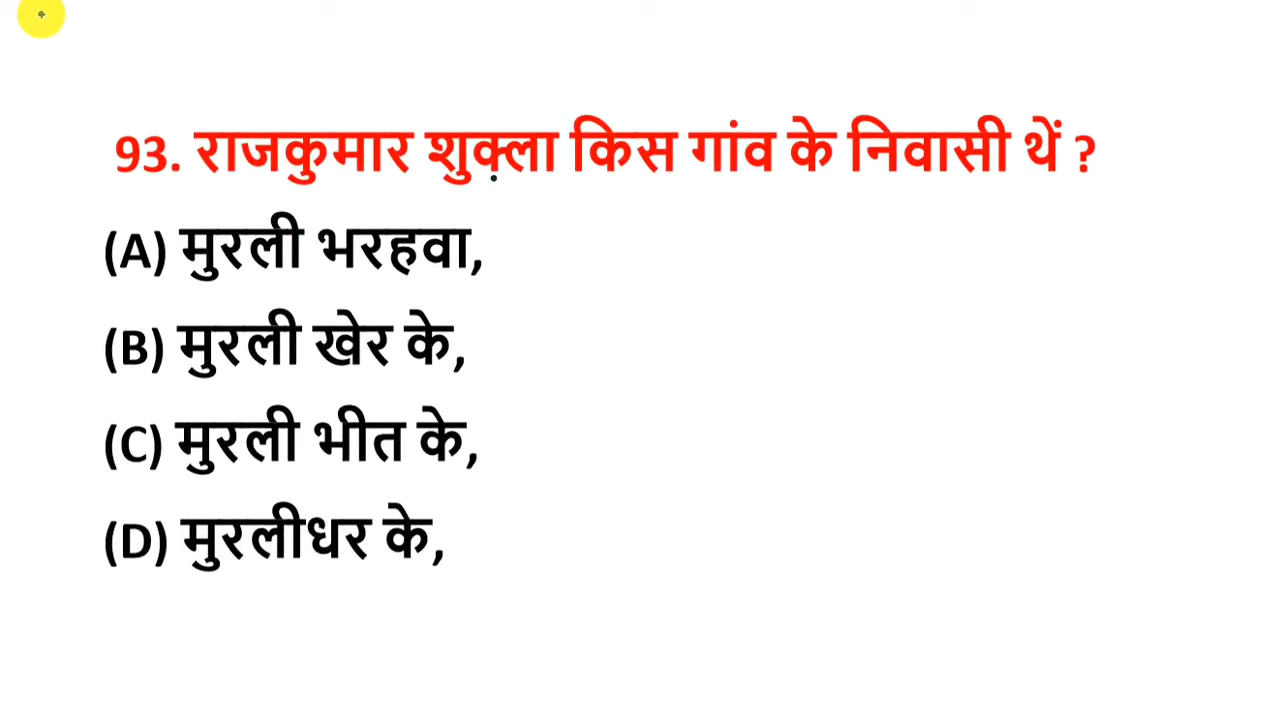 93. राजकुमार शुक्ला किस गांव के निवासी थें ?
(A) मुरली भरहवा,
(B) मुरली खेर के,
(C) मुरली भीत के,
(D) मुरलीधर के,